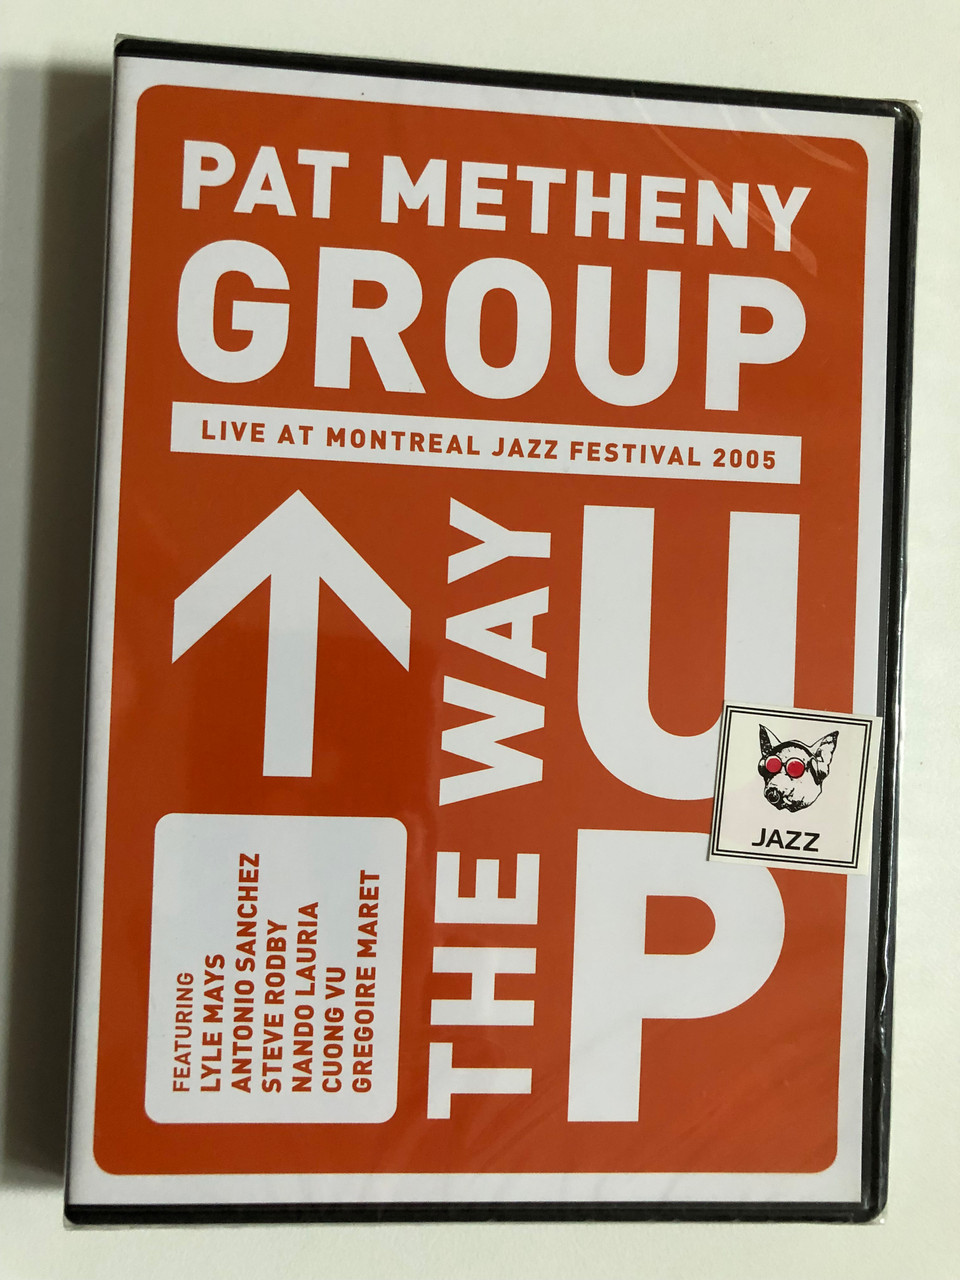 PAT METHENY
GROUP
LIVE AT MONTREAL JAZZ FESTIVAL 2005
THE WAY
UP
JAZZ
FEATURING
LYLE MAYS
ANTONIO SANCHEZ
STEVE RODBY
NANDO LAURIA
CUONG VU
GREGOIRE MARET